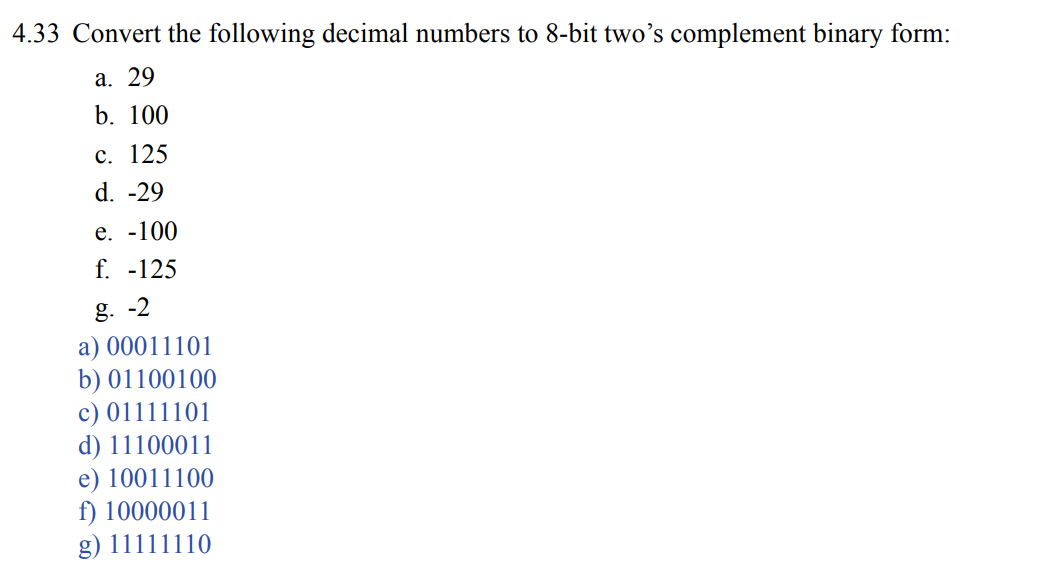 4.33 Convert the following decimal numbers to 8-bit two’s complement binary form:
a. 29
b. 100
c. 125
d. -29
e. -100
f. -125
g. -2
a) 00011101
b) 01100100
c) 01111101
d) 11100011
e) 10011100
f) 10000011
g) 11111110